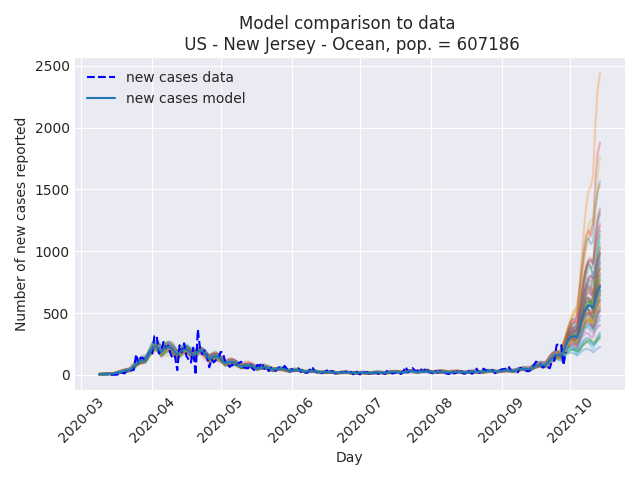 Model comparison to data
US - New Jersey - Ocean, pop. = 607186
new cases data
new cases model
Number of new cases reported
2500
2000
1500
1000
500
0
2020-03
2020-04
2020-05
2020-06
2020-07
2020-08
2020-09
2020-10
Day